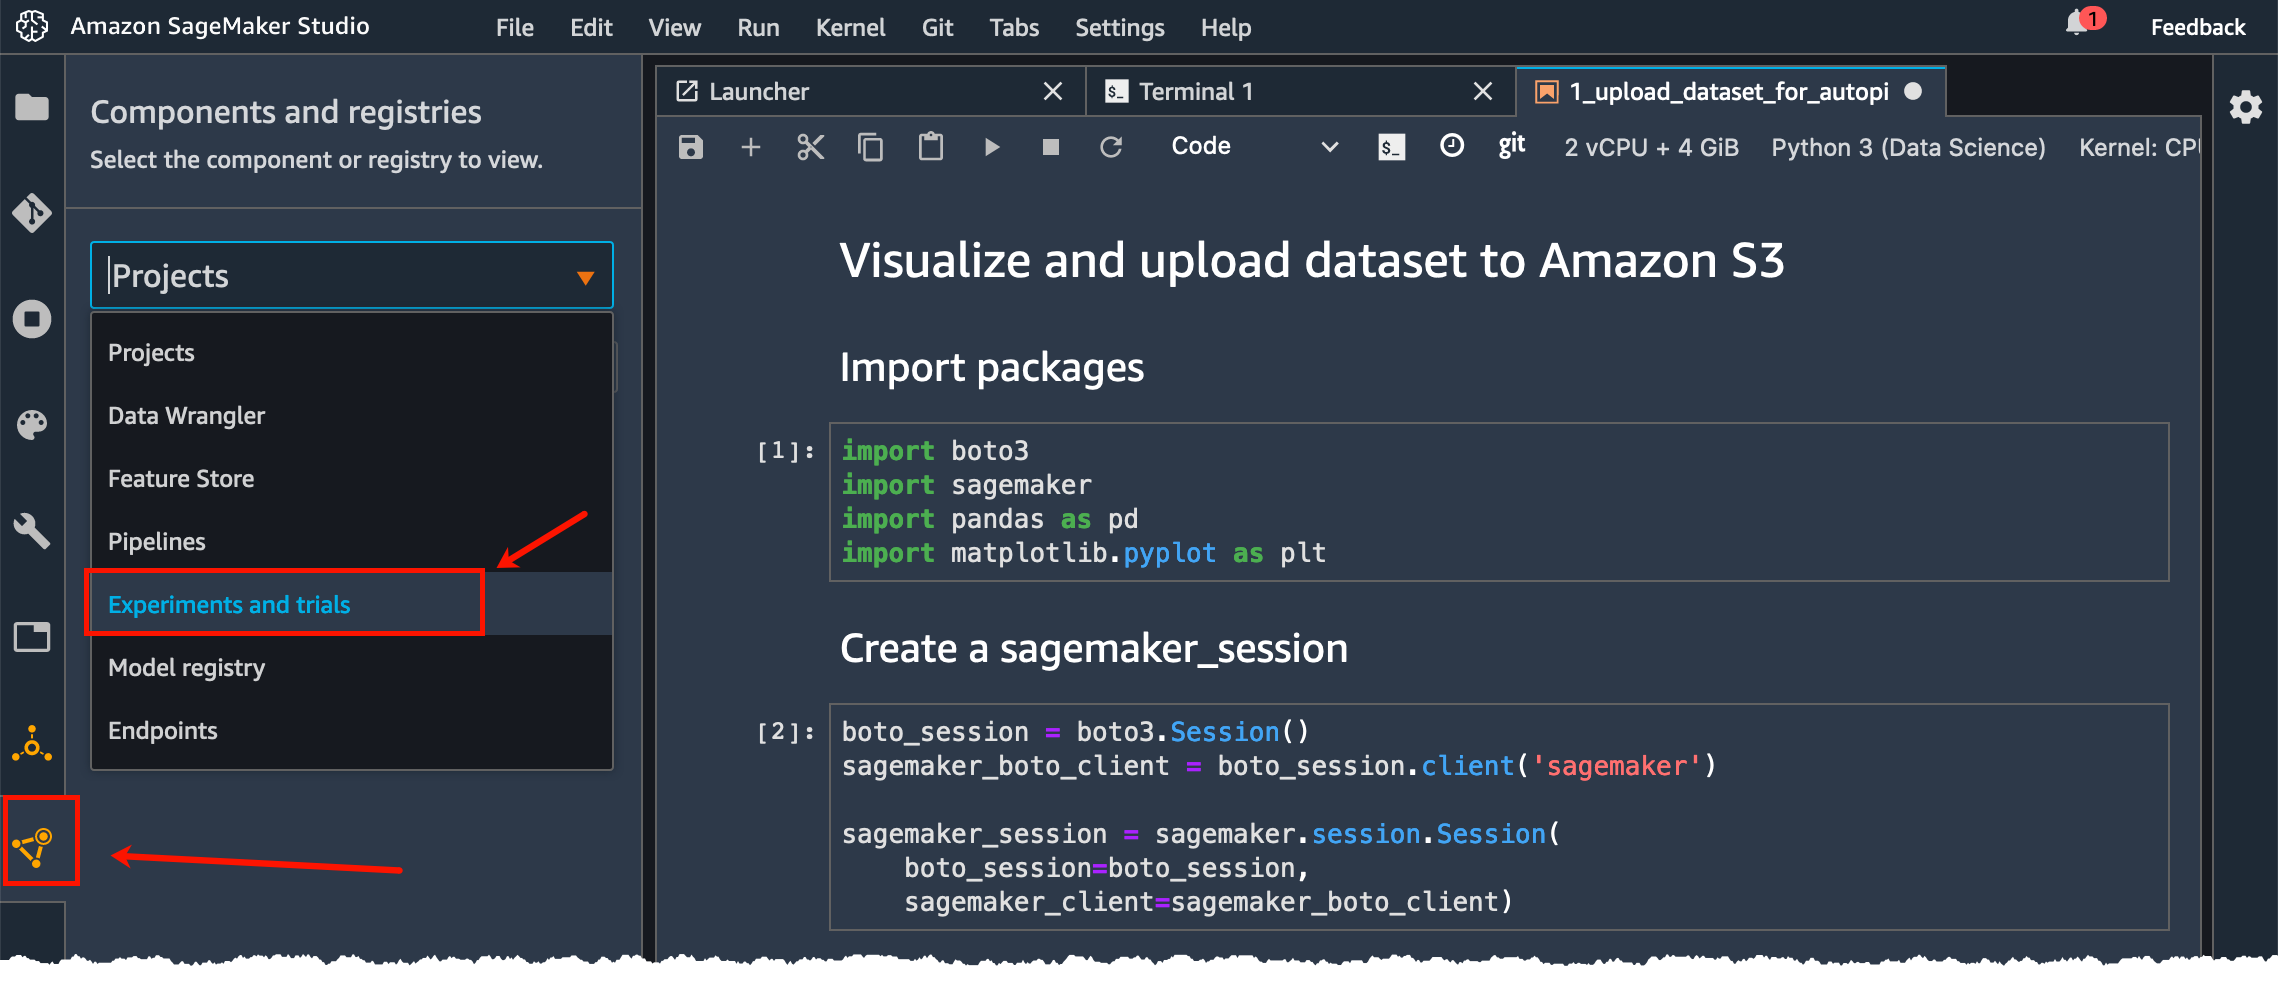 Amazon SageMaker Studio File Edit View Run Kernel Git Tabs Settings Help 1 Feedback
Components and registries
Select the component or registry to view.
Projects
Projects
Data Wrangler
Feature Store
Pipelines
Experiments and trials
Model registry
Endpoints
Launcher $_ Terminal 1 1_upload_dataset_for_autopi
Code $_ git 2 vCPU + 4 GiB Python 3 (Data Science) Kernel: CPU
Visualize and upload dataset to Amazon S3
Import packages
[1]: import boto3
import sagemaker
import pandas as pd
import matplotlib.pyplot as plt
Create a sagemaker_session
[2]: boto_session = boto3.Session()
sagemaker_boto_client = boto_session.client('sagemaker')
sagemaker_session = sagemaker.session.Session(
    boto_session=boto_session,
    sagemaker_client=sagemaker_boto_client)